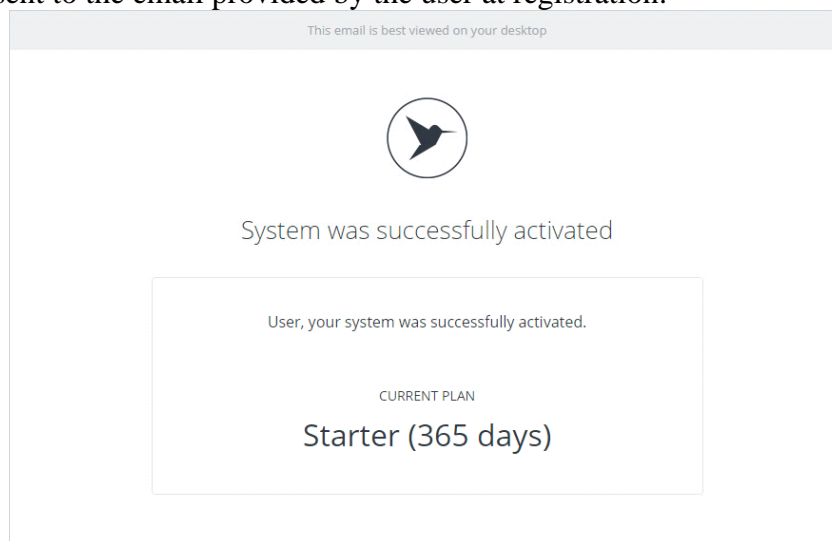 sent to the email provided by the user at registration.
This email is best viewed on your desktop
System was successfully activated
User, your system was successfully activated.
CURRENT PLAN
Starter (365 days)